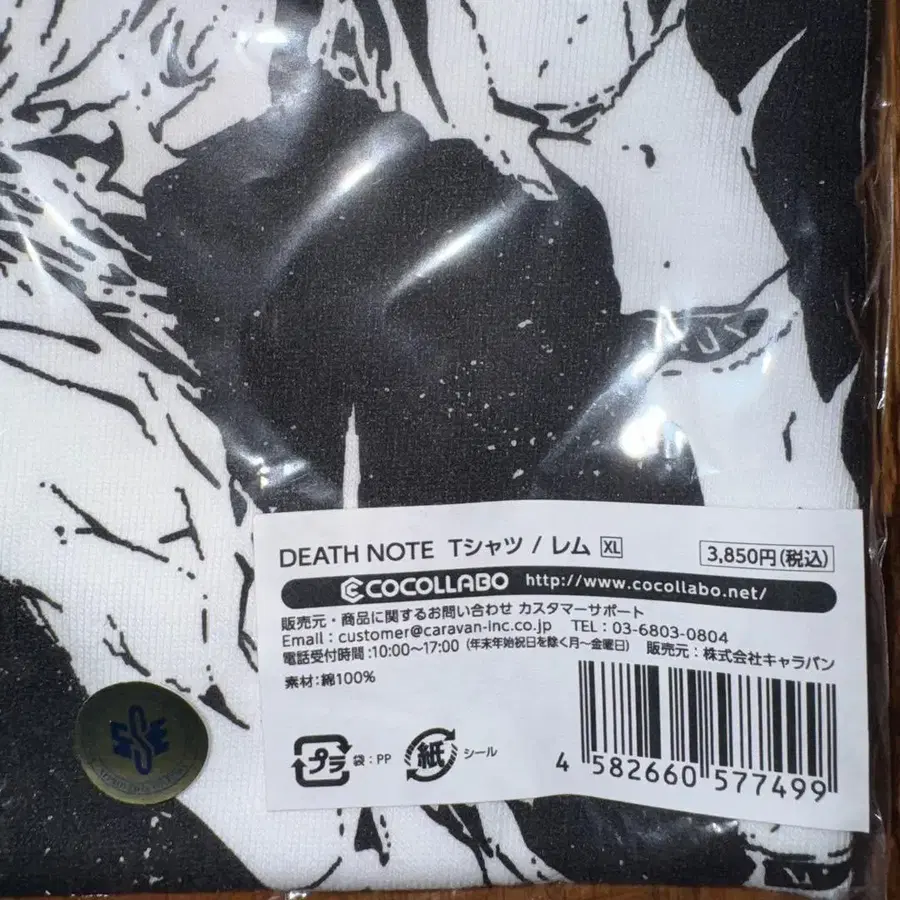 DEATH NOTE Tシャツ / レム XL
3,850円(税込)
COCOLLABO http://www.cocollabo.net/
販売元・商品に関するお問い合わせ カスタマーサポート
Email：customer@caravan-inc.co.jp TEL：03-6803-0804
電話受付時間：10:00〜17:00（年末年始祝日を除く月〜金曜日） 販売元：株式会社キャラバン
素材：綿100%
プラ 袋：PP 紙 シール
4 582660 577499